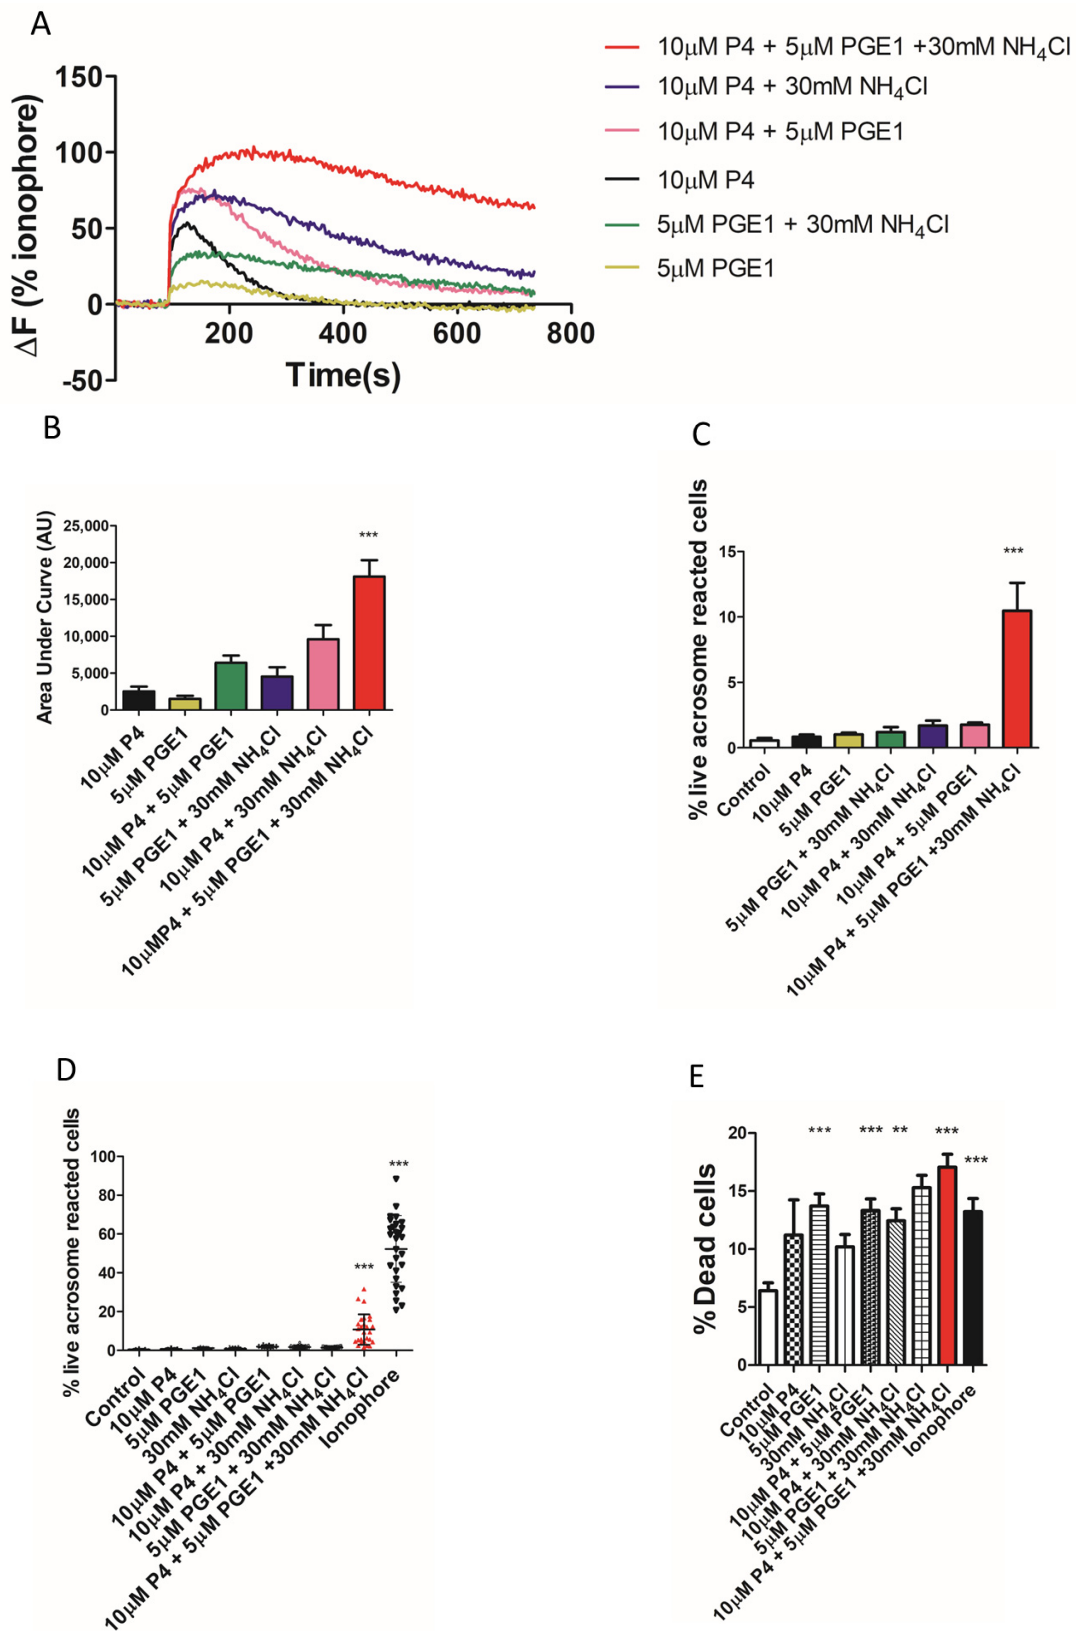 A
10μM P4 + 5μM PGE1 +30mM NH4Cl
10μM P4 + 30mM NH4Cl
10μM P4 + 5μM PGE1
10μM P4
5μM PGE1 + 30mM NH4Cl
5μM PGE1
ΔF (% ionophore)
150
100
50
0
-50
200
400
600
800
Time(s)
B
Area Under Curve (AU)
25,000
20,000
15,000
10,000
5,000
0
***
10μM P4
5μM PGE1
10μM P4 + 5μM PGE1
5μM PGE1 + 30mM NH4Cl
10μM P4 + 30mM NH4Cl
10μMP4 + 5μM PGE1 + 30mM NH4Cl
C
% live acrosome reacted cells
15
10
5
0
***
Control
10μM P4
5μM PGE1
5μM PGE1 + 30mM NH4Cl
10μM P4 + 30mM NH4Cl
10μM P4 + 5μM PGE1
10μM P4 + 5μM PGE1 +30mM NH4Cl
D
% live acrosome reacted cells
100
80
60
40
20
0
***
***
Control
10μM P4
5μM PGE1
30mM NH4Cl
10μM P4 + 5μM PGE1
10μM P4 + 30mM NH4Cl
5μM PGE1 + 30mM NH4Cl
10μM P4 + 5μM PGE1 +30mM NH4Cl
Ionophore
E
% Dead cells
20
15
10
5
0
*** *** ** *** ***
Control
10μM P4
5μM PGE1
30mM NH4Cl
10μM P4 + 5μM PGE1
10μM P4 + 30mM NH4Cl
5μM PGE1 + 30mM NH4Cl
10μM P4 + 5μM PGE1 +30mM NH4Cl
Ionophore